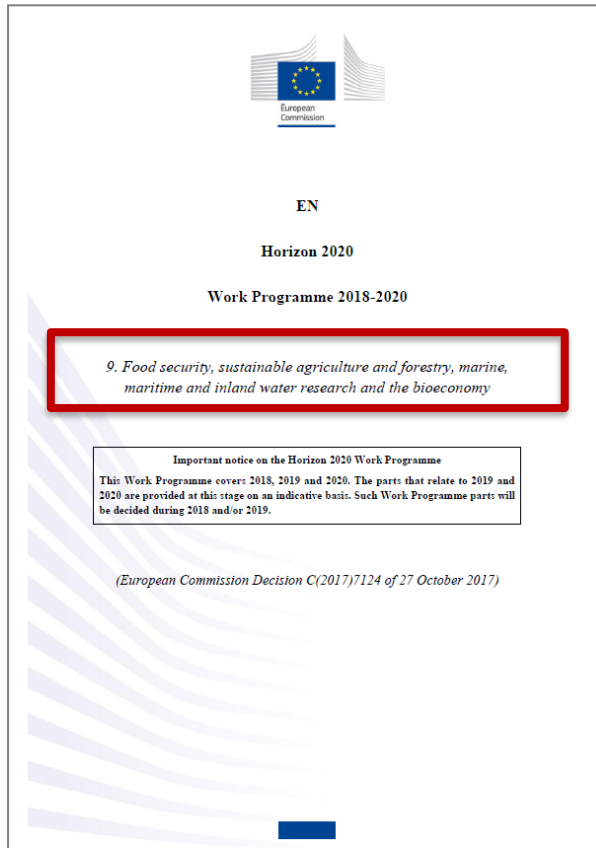 European
Commission
EN
Horizon 2020
Work Programme 2018-2020
9. Food security, sustainable agriculture and forestry, marine,
maritime and inland water research and the bioeconomy
Important notice on the Horizon 2020 Work Programme
This Work Programme covers 2018, 2019 and 2020. The parts that relate to 2019 and
2020 are provided at this stage on an indicative basis. Such Work Programme parts will
be decided during 2018 and/or 2019.
(European Commission Decision C(2017)7124 of 27 October 2017)